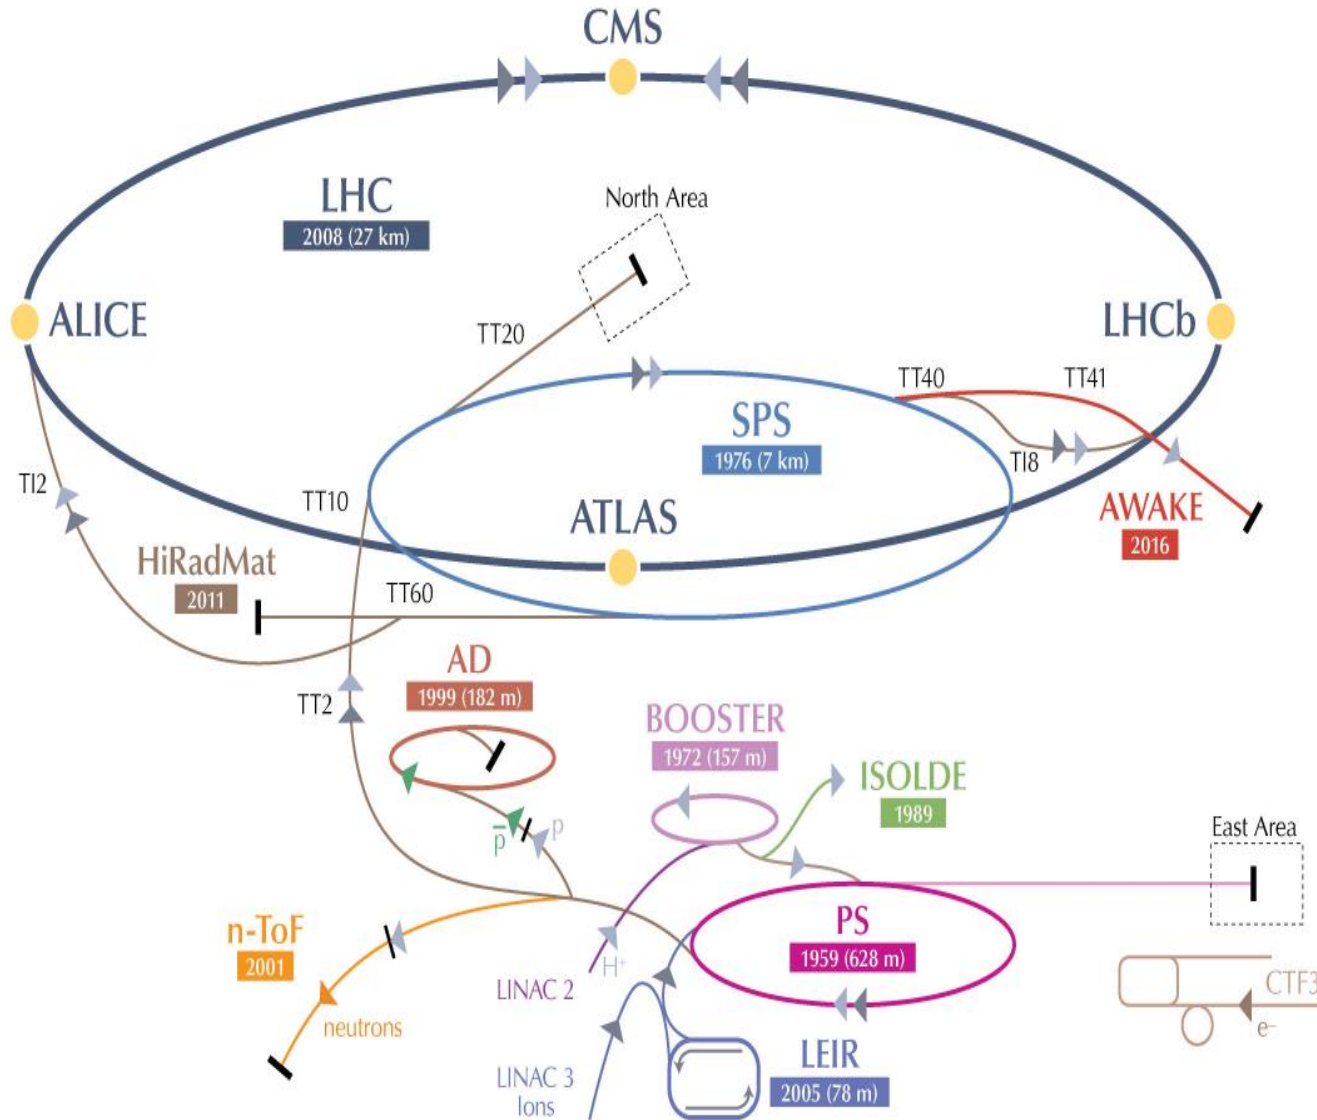 CMS
LHC
2008 (27 km)
North Area
ALICE
LHCb
TT20
TT40
TT41
SPS
1976 (7 km)
TI8
TI2
TT10
ATLAS
AWAKE
2016
HiRadMat
2011
TT60
AD
1999 (182 m)
TT2
BOOSTER
1972 (157 m)
ISOLDE
1989
p̅
p
East Area
n-ToF
2001
PS
1959 (628 m)
H⁺
LINAC 2
neutrons
CTF3
e⁻
LEIR
2005 (78 m)
LINAC 3
Ions